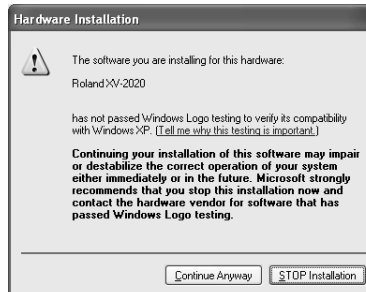 Hardware Installation
The software you are installing for this hardware:
Roland XV-2020
has not passed Windows Logo testing to verify its compatibility
with Windows XP. (Tell me why this testing is important.)
Continuing your installation of this software may impair
or destabilize the correct operation of your system
either immediately or in the future. Microsoft strongly
recommends that you stop this installation now and
contact the hardware vendor for software that has
passed Windows Logo testing.
Continue Anyway
STOP Installation